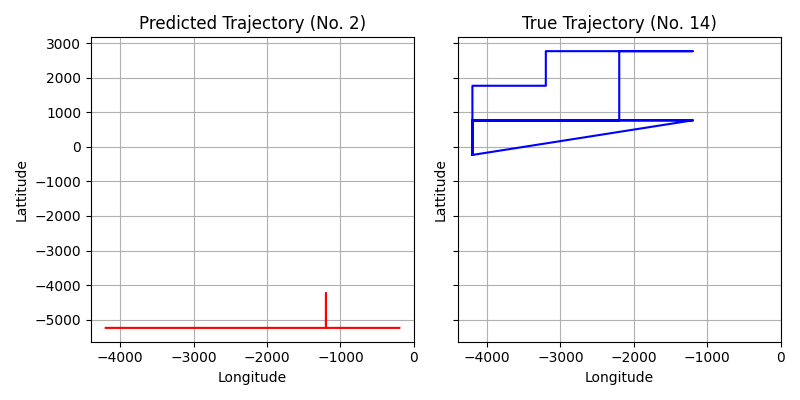 Predicted Trajectory (No. 2)
True Trajectory (No. 14)
3000
2000
1000
0
−1000
−2000
−3000
−4000
−5000
Lattitude
Lattitude
−4000 −3000 −2000 −1000 0
−4000 −3000 −2000 −1000 0
Longitude
Longitude